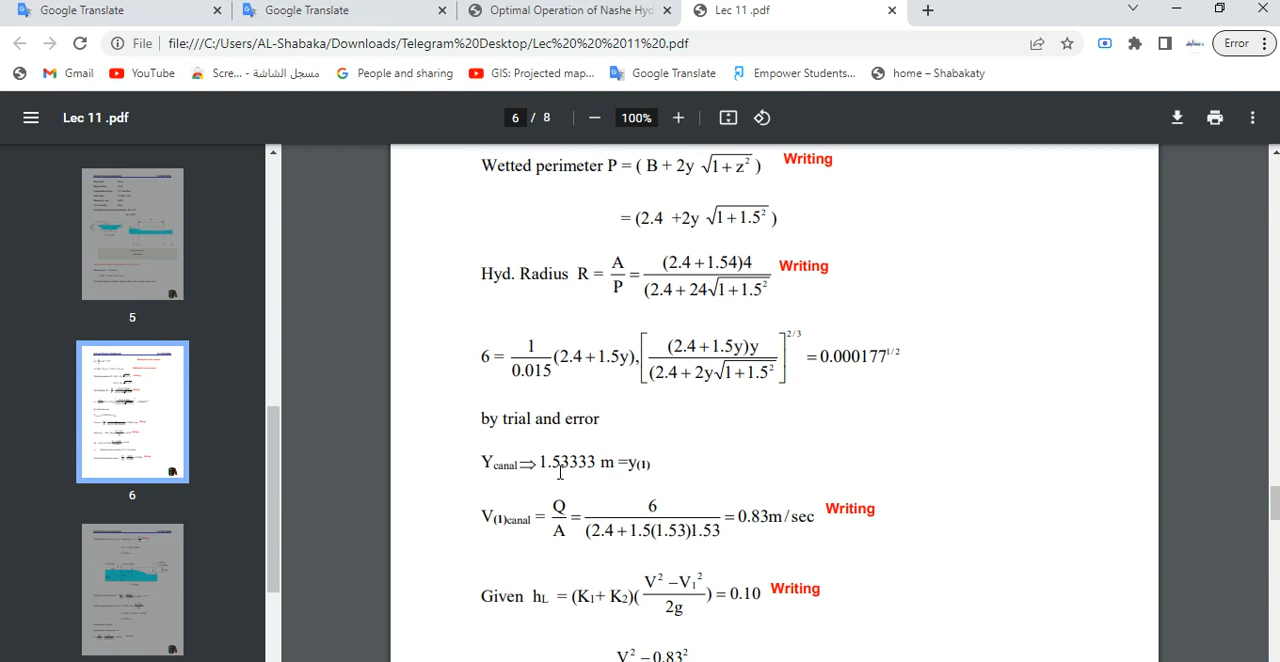 Google Translate
Google Translate
Optimal Operation of Nashe Hyd
Lec 11 .pdf
File
file:///C:/Users/AL-Shabaka/Downloads/Telegram%20Desktop/Lec%20%20%2011%20.pdf
Error
Gmail
YouTube
Scre... - مسجل الشاشة
People and sharing
GIS: Projected map...
Google Translate
Empower Students...
home – Shabakaty
Lec 11 .pdf
6 / 8
100%
5
6
Wetted perimeter P = ( B + 2y √1 + z² ) Writing
= (2.4 +2y √1+1.5² )
Hyd. Radius R = A/P = (2.4 +1.54)4 / (2.4 + 24√1+1.5² Writing
6 = 1/0.015 (2.4 +1.5y),[(2.4 +1.5y)y / (2.4 + 2y√1+1.5²]^2/3 = 0.000177^1/2
by trial and error
Ycanal ⇒ 1.53333 m =y(1)
V(1)canal = Q/A = 6 / (2.4 +1.5(1.53)1.53 = 0.83m/sec Writing
Given hL = (K1+ K2)(V² −V₁² / 2g) = 0.10 Writing
V² −0.83²